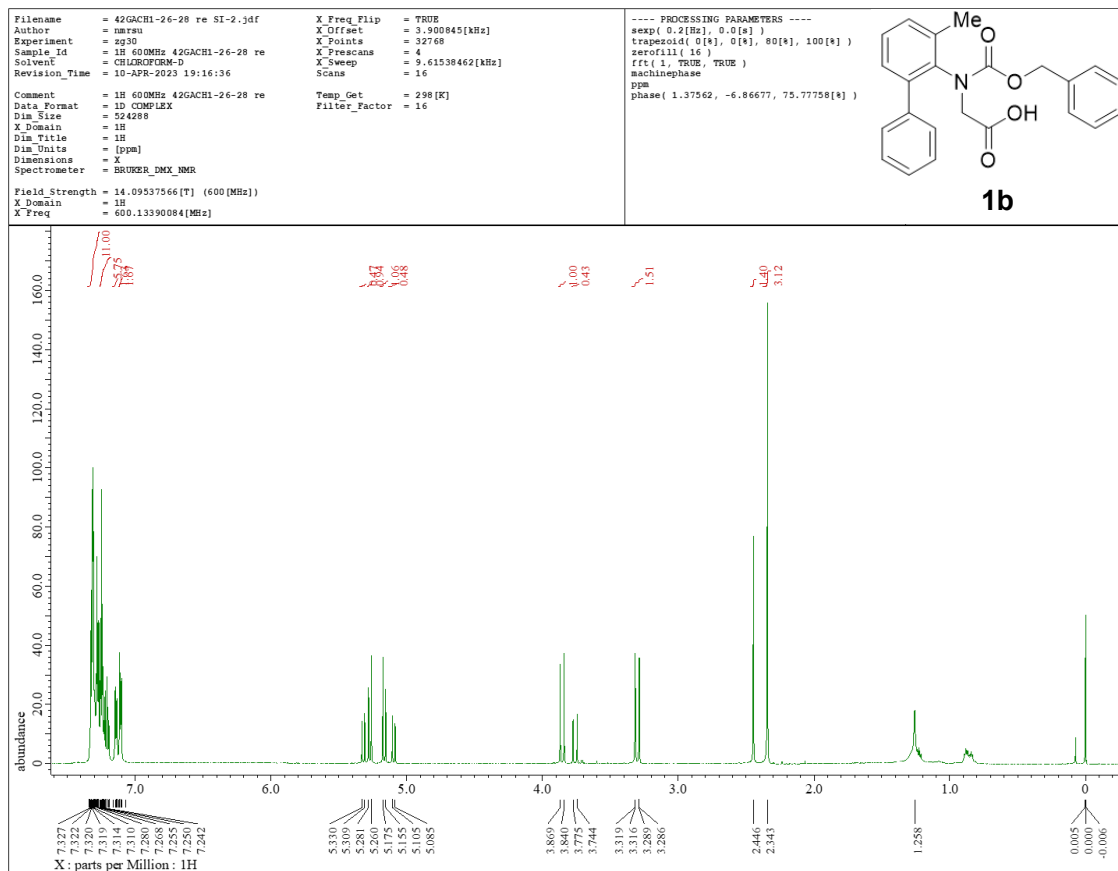 Filename = 42GACH1-26-28 re SI-2.jdf
Author = nmrsu
Experiment = zg30
Sample_Id = 1H 600MHz 42GACH1-26-28 re
Solvent = CHLOROFORM-D
Revision_Time = 10-APR-2023 19:16:36
Comment = 1H 600MHz 42GACH1-26-28 re
Data_Format = 1D COMPLEX
Dim_Size = 524288
X_Domain = 1H
Dim_Title = 1H
Dim_Units = [ppm]
Dimensions = X
Spectrometer = BRUKER_DMX_NMR
Field_Strength = 14.09537566[T] (600[MHz])
X_Domain = 1H
X_Freq = 600.13390084[MHz]
X_Freq_Flip = TRUE
X_Offset = 3.900845[kHz]
X_Points = 32768
X_Prescans = 4
X_Sweep = 9.61538462[kHz]
Scans = 16
Temp_Get = 298[K]
Filter_Factor = 16
---- PROCESSING PARAMETERS ----
sexp( 0.2[Hz], 0.0[s] )
trapezoid( 0[%], 0[%], 80[%], 100[%] )
zerofill( 16 )
fft( 1, TRUE, TRUE )
machinephase
ppm
phase( 1.37562, -6.86677, 75.77758[%] )
Me
O
N
O
OH
O
1b
11.00
5.75
1.67
0.94
1.06
0.48
1.00
0.43
1.51
1.40
3.12
abundance
160.0
140.0
120.0
100.0
80.0
60.0
40.0
20.0
0
7.0
6.0
5.0
4.0
3.0
2.0
1.0
0
7.327
7.322
7.320
7.319
7.314
7.310
7.280
7.268
7.255
7.250
7.242
5.330
5.309
5.281
5.260
5.175
5.155
5.105
5.085
3.869
3.840
3.775
3.744
3.319
3.316
3.289
3.286
2.446
2.343
1.258
0.005
0.000
-0.006
X : parts per Million : 1H